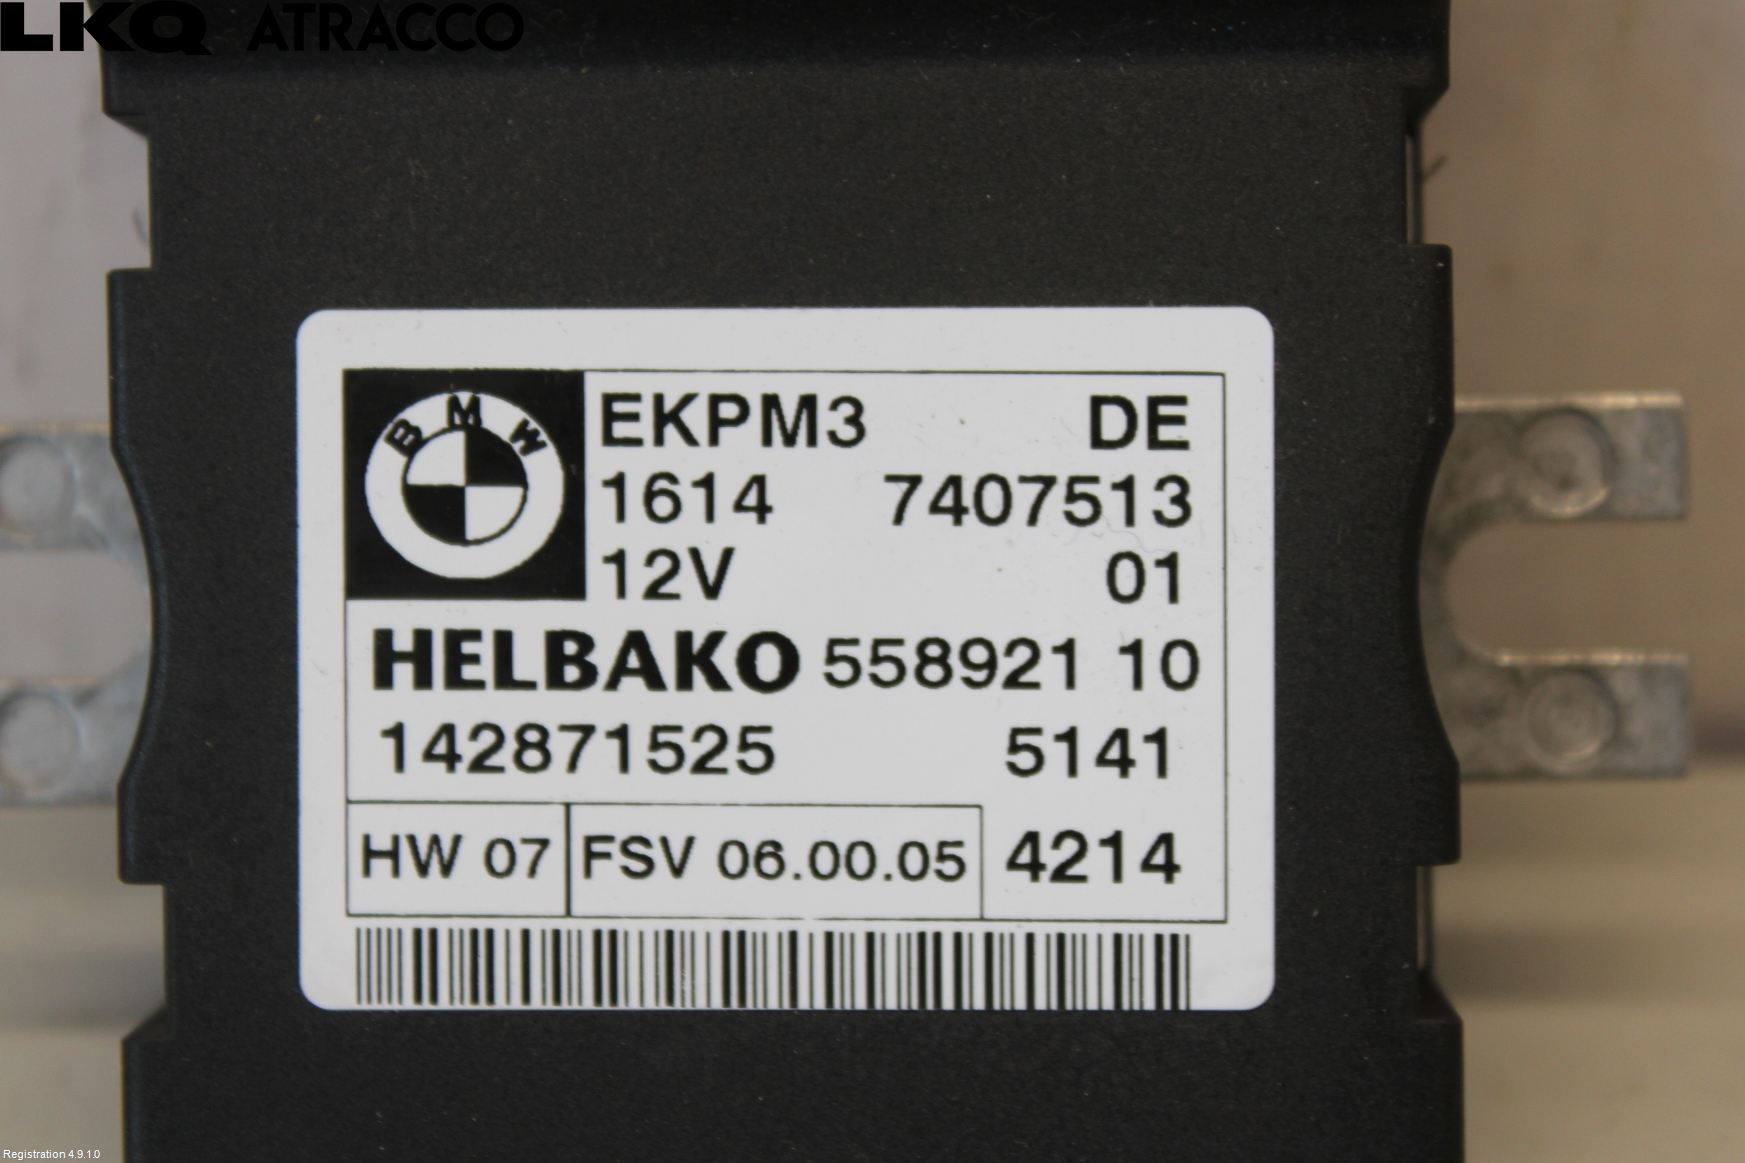 LKQ ATRACCO
BMW
EKPM3 DE
1614 7407513
12V 01
HELBAKO 558921 10
142871525 5141
HW 07 FSV 06.00.05 4214
Registration 4.9.1.0